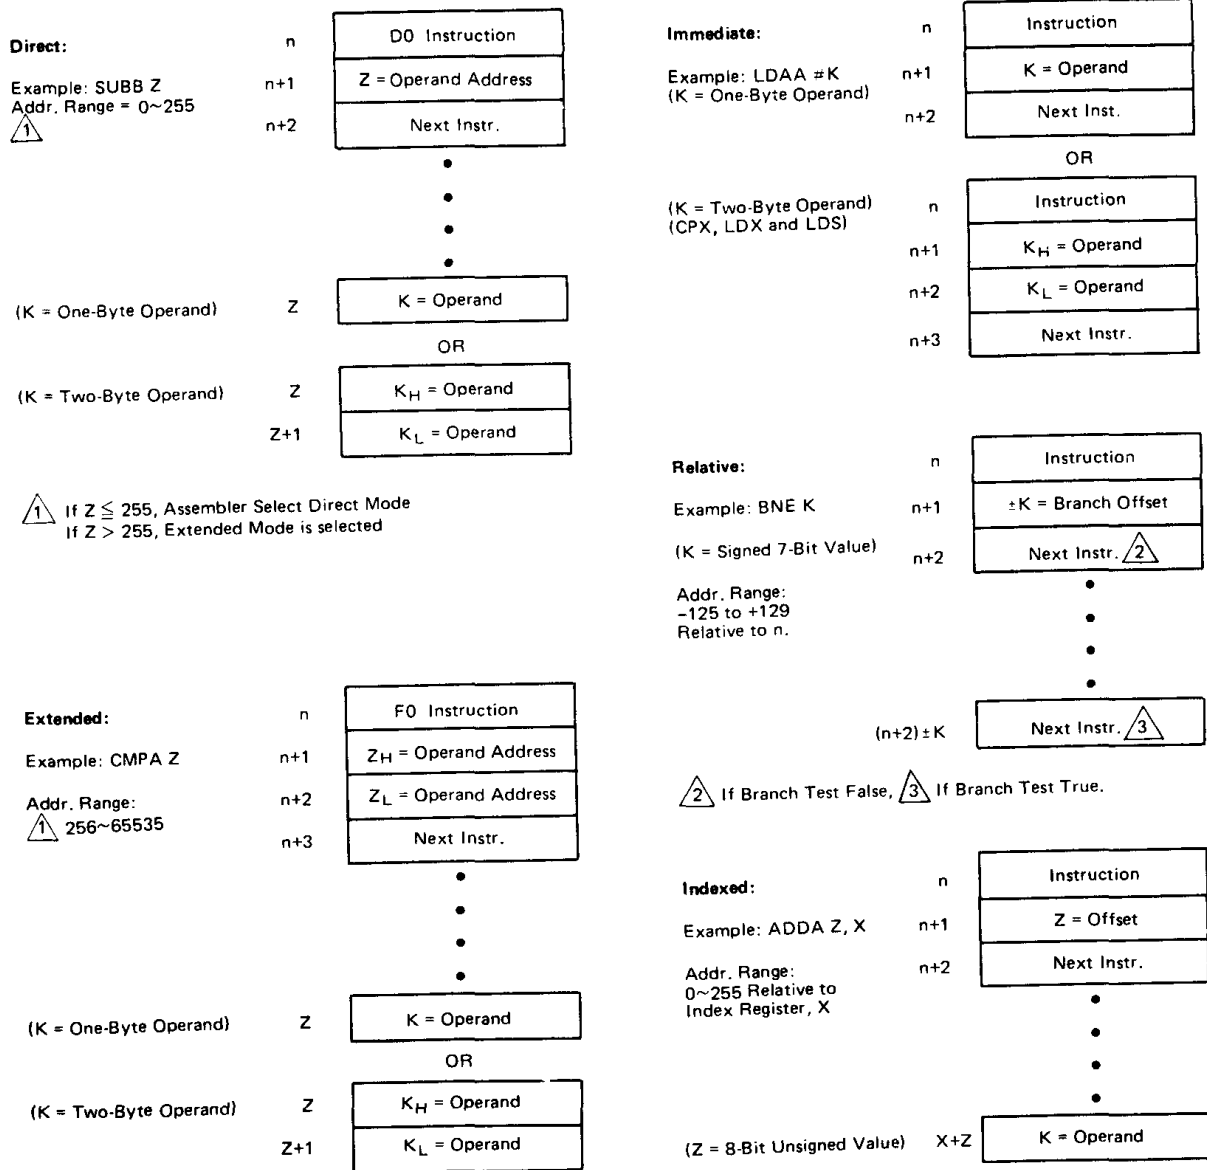 Direct:
n
D0 Instruction
Example: SUBB Z
n+1
Z = Operand Address
Addr. Range = 0~255
1
n+2
Next Instr.
(K = One-Byte Operand)
Z
K = Operand
OR
(K = Two-Byte Operand)
Z
KH = Operand
Z+1
KL = Operand
1 If Z ≦ 255, Assembler Select Direct Mode
If Z > 255, Extended Mode is selected
Extended:
n
F0 Instruction
Example: CMPA Z
n+1
ZH = Operand Address
Addr. Range:
n+2
ZL = Operand Address
1 256~65535
n+3
Next Instr.
(K = One-Byte Operand)
Z
K = Operand
OR
(K = Two-Byte Operand)
Z
KH = Operand
Z+1
KL = Operand
Immediate:
n
Instruction
Example: LDAA #K
n+1
K = Operand
(K = One-Byte Operand)
n+2
Next Inst.
OR
(K = Two-Byte Operand)
n
Instruction
(CPX, LDX and LDS)
n+1
KH = Operand
n+2
KL = Operand
n+3
Next Instr.
Relative:
n
Instruction
Example: BNE K
n+1
±K = Branch Offset
(K = Signed 7-Bit Value)
n+2
Next Instr. 2
Addr. Range:
–125 to +129
Relative to n.
(n+2)±K
Next Instr. 3
2 If Branch Test False, 3 If Branch Test True.
Indexed:
n
Instruction
Example: ADDA Z, X
n+1
Z = Offset
Addr. Range:
n+2
Next Instr.
0~255 Relative to
Index Register, X
(Z = 8-Bit Unsigned Value)
X+Z
K = Operand